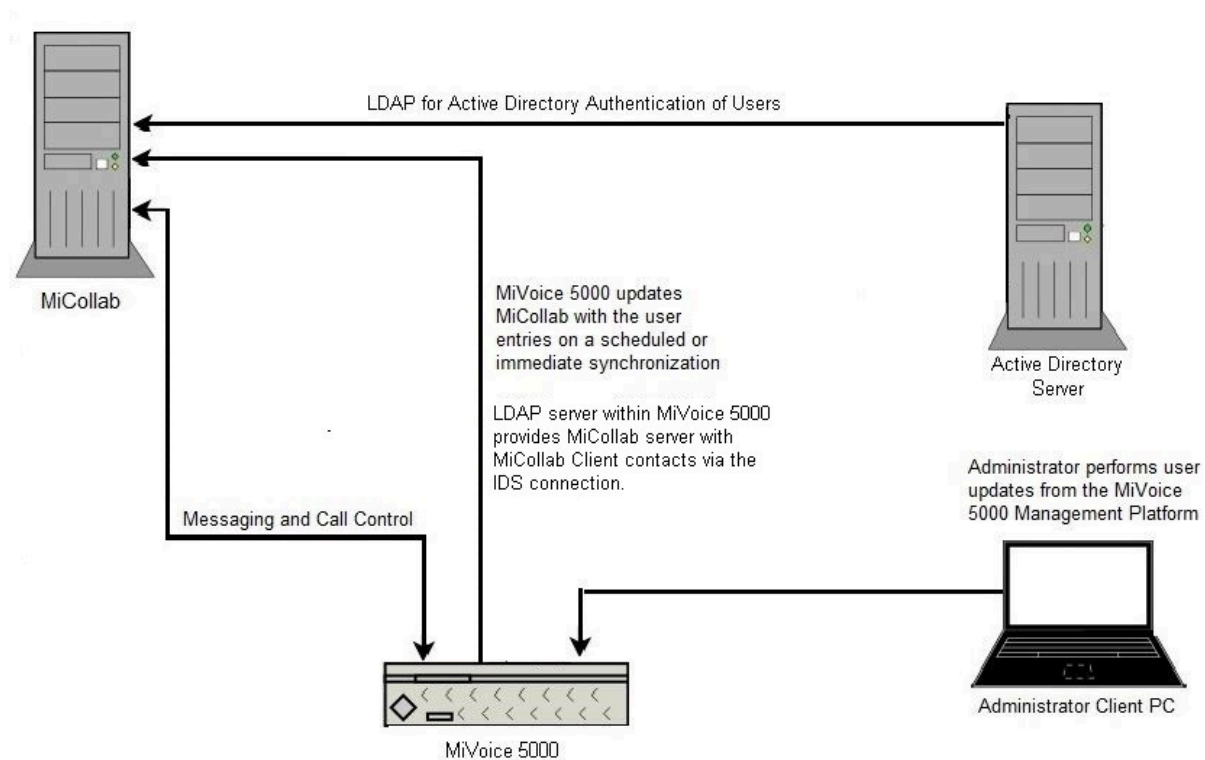 LDAP for Active Directory Authentication of Users
MiCollab
MiVoice 5000 updates
MiCollab with the user
entries on a scheduled or
immediate synchronization
LDAP server within MiVoice 5000
provides MiCollab server with
MiCollab Client contacts via the
IDS connection.
Active Directory
Server
Administrator performs user
updates from the MiVoice
5000 Management Platform
Messaging and Call Control
Administrator Client PC
MiVoice 5000